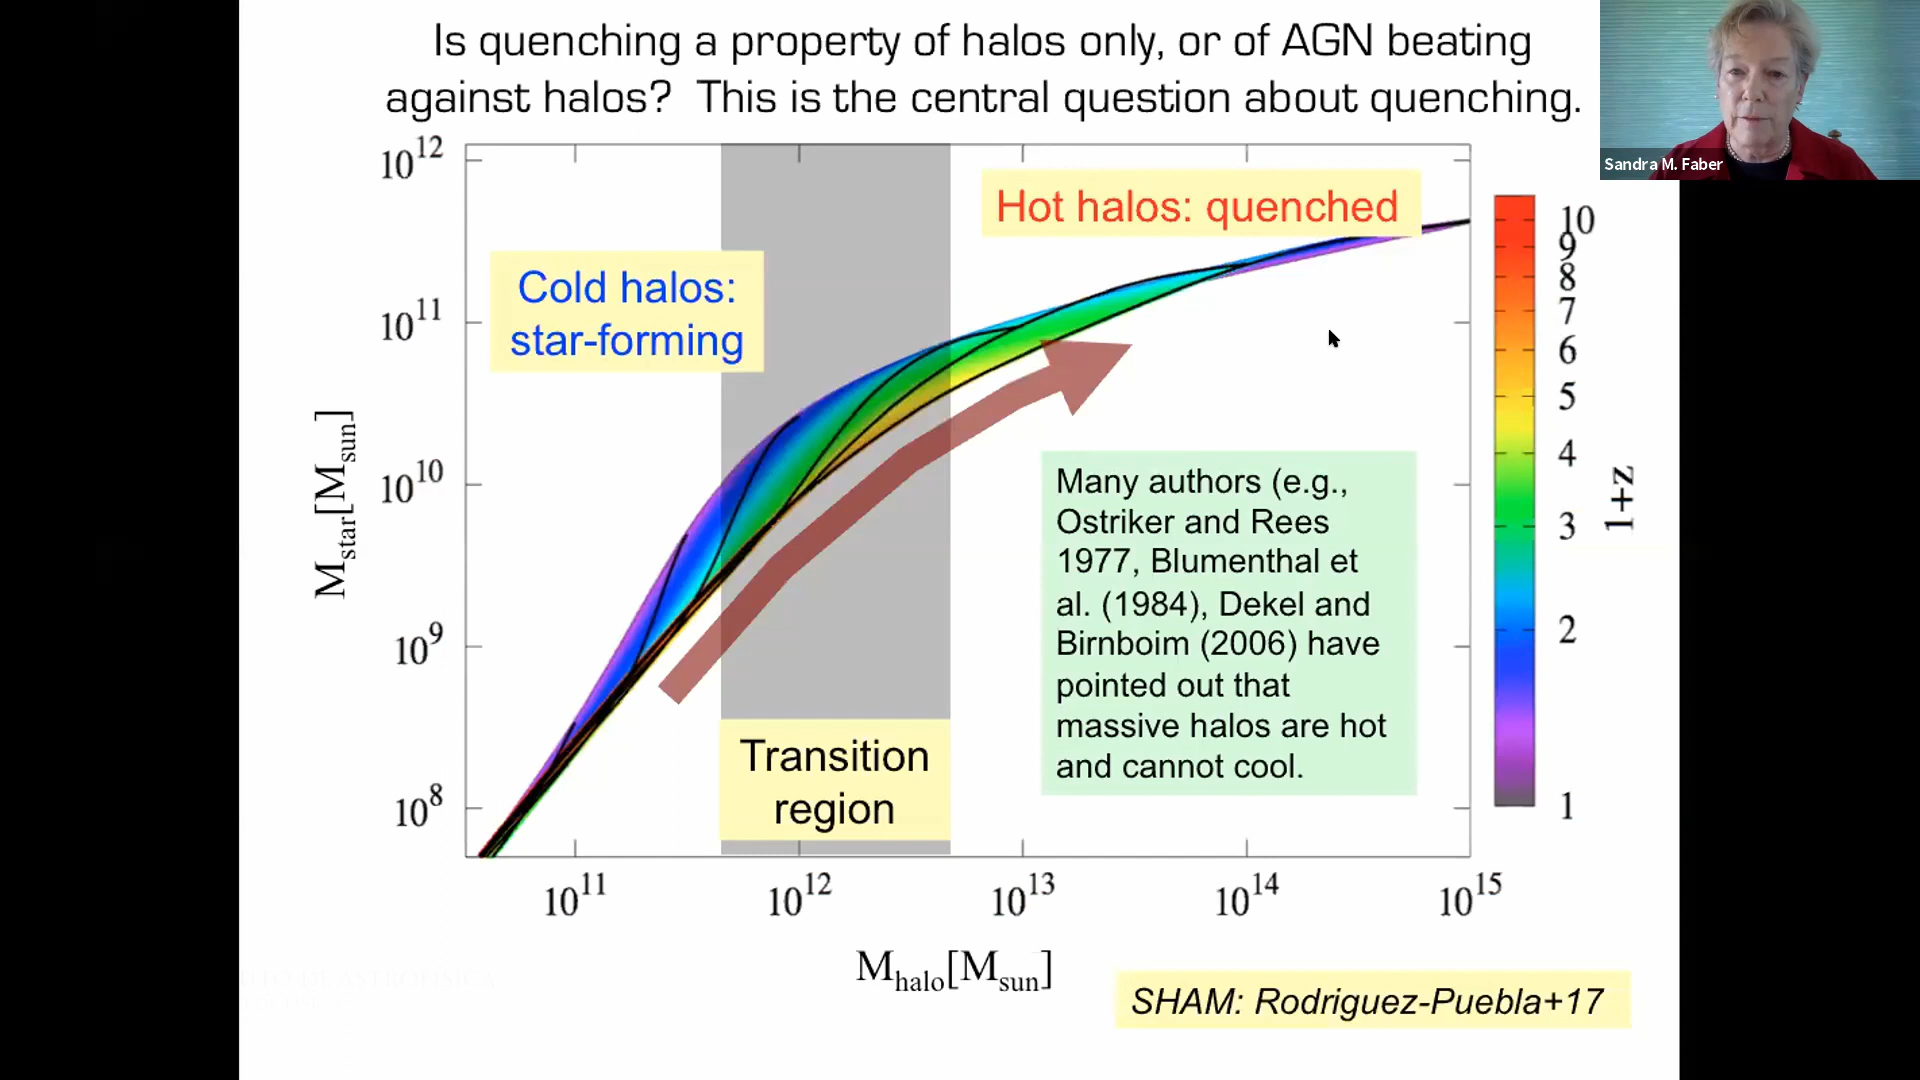 Is quenching a property of halos only, or of AGN beating
against halos?  This is the central question about quenching.
Sandra M. Faber
10^12
10^11
10^10
10^9
10^8
M_star[M_sun]
Cold halos:
star-forming
Hot halos: quenched
Transition
region
Many authors (e.g.,
Ostriker and Rees
1977, Blumenthal et
al. (1984), Dekel and
Birnboim (2006) have
pointed out that
massive halos are hot
and cannot cool.
10
9
8
7
6
5
4
3
2
1
1+z
10^11 10^12 10^13 10^14 10^15
M_halo[M_sun]
SHAM: Rodriguez-Puebla+17